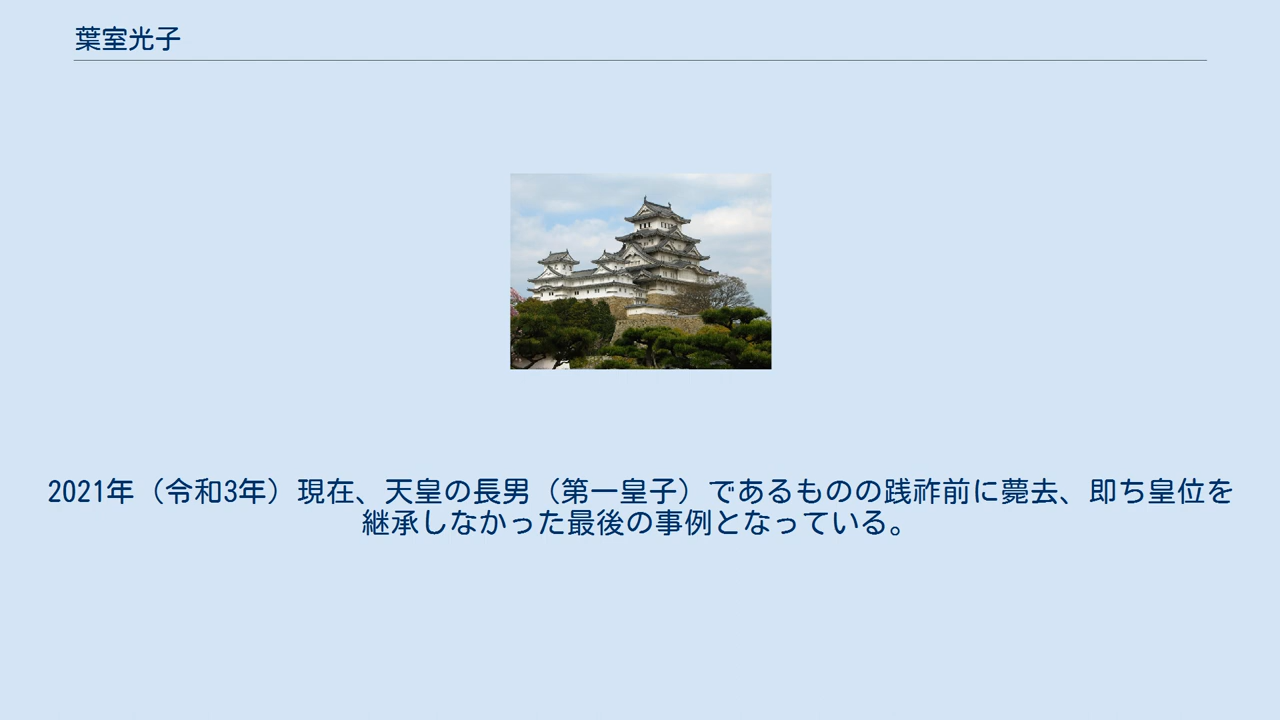 葉室光子
2021年（令和3年）現在、天皇の長男（第一皇子）であるものの践祚前に薨去、即ち皇位を
継承しなかった最後の事例となっている。